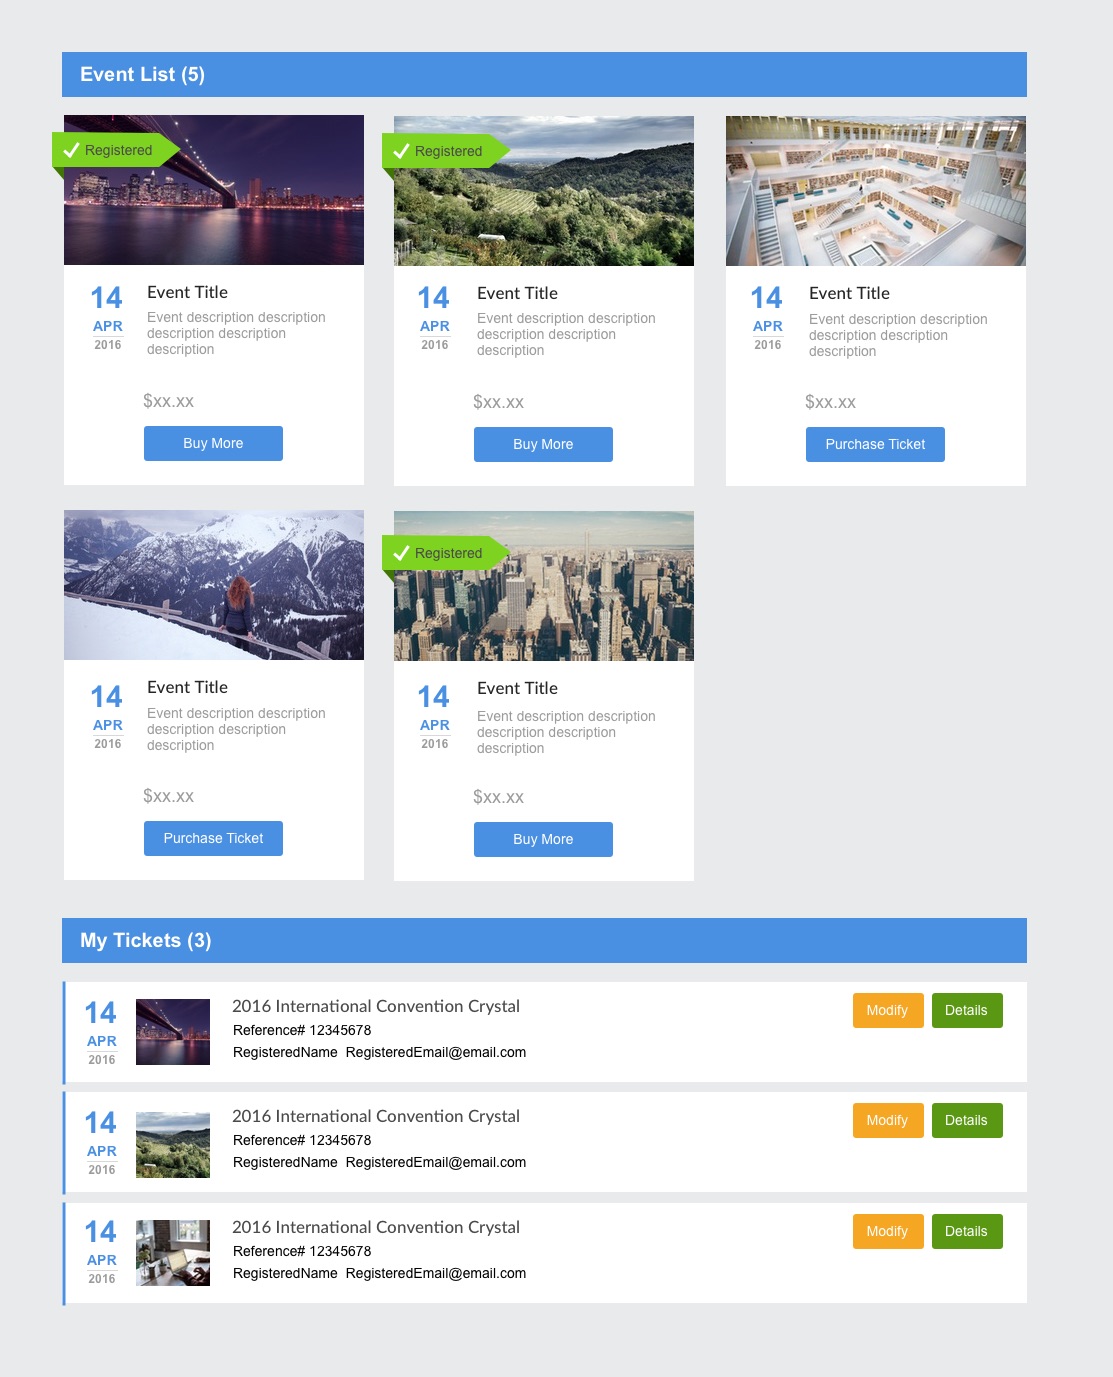 Event List (5)
Registered
14
APR
2016
Event Title
Event description description
description description
description
$xx.xx
Buy More
Registered
14
APR
2016
Event Title
Event description description
description description
description
$xx.xx
Buy More
14
APR
2016
Event Title
Event description description
description description
description
$xx.xx
Purchase Ticket
14
APR
2016
Event Title
Event description description
description description
description
$xx.xx
Purchase Ticket
Registered
14
APR
2016
Event Title
Event description description
description description
description
$xx.xx
Buy More
My Tickets (3)
14
APR
2016
2016 International Convention Crystal
Reference# 12345678
RegisteredName RegisteredEmail@email.com
Modify
Details
14
APR
2016
2016 International Convention Crystal
Reference# 12345678
RegisteredName RegisteredEmail@email.com
Modify
Details
14
APR
2016
2016 International Convention Crystal
Reference# 12345678
RegisteredName RegisteredEmail@email.com
Modify
Details